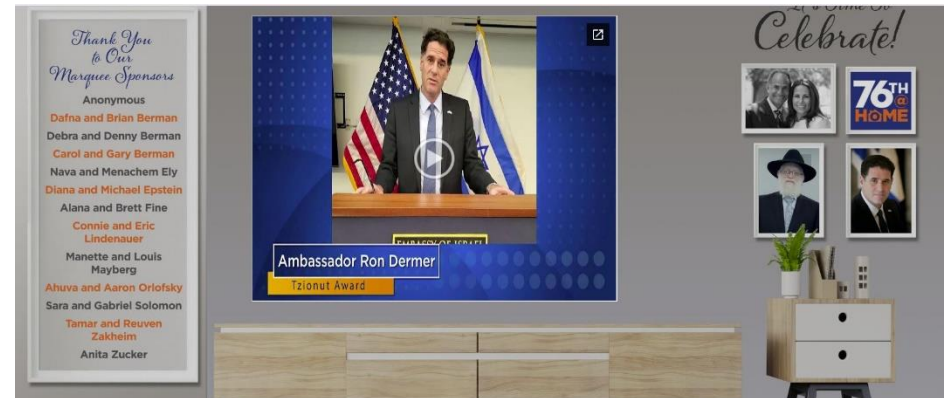 Thank You
to Our
Marquee Sponsors
Anonymous
Dafna and Brian Berman
Debra and Denny Berman
Carol and Gary Berman
Nava and Menachem Ely
Diana and Michael Epstein
Alana and Brett Fine
Connie and Eric
Lindenauer
Manette and Louis
Mayberg
Ahuva and Aaron Orlofsky
Sara and Gabriel Solomon
Tamar and Reuven
Zakheim
Anita Zucker
EMBASSY OF ISRAEL
Ambassador Ron Dermer
Tzionut Award
It's Time to
Celebrate!
76TH
@
HOME